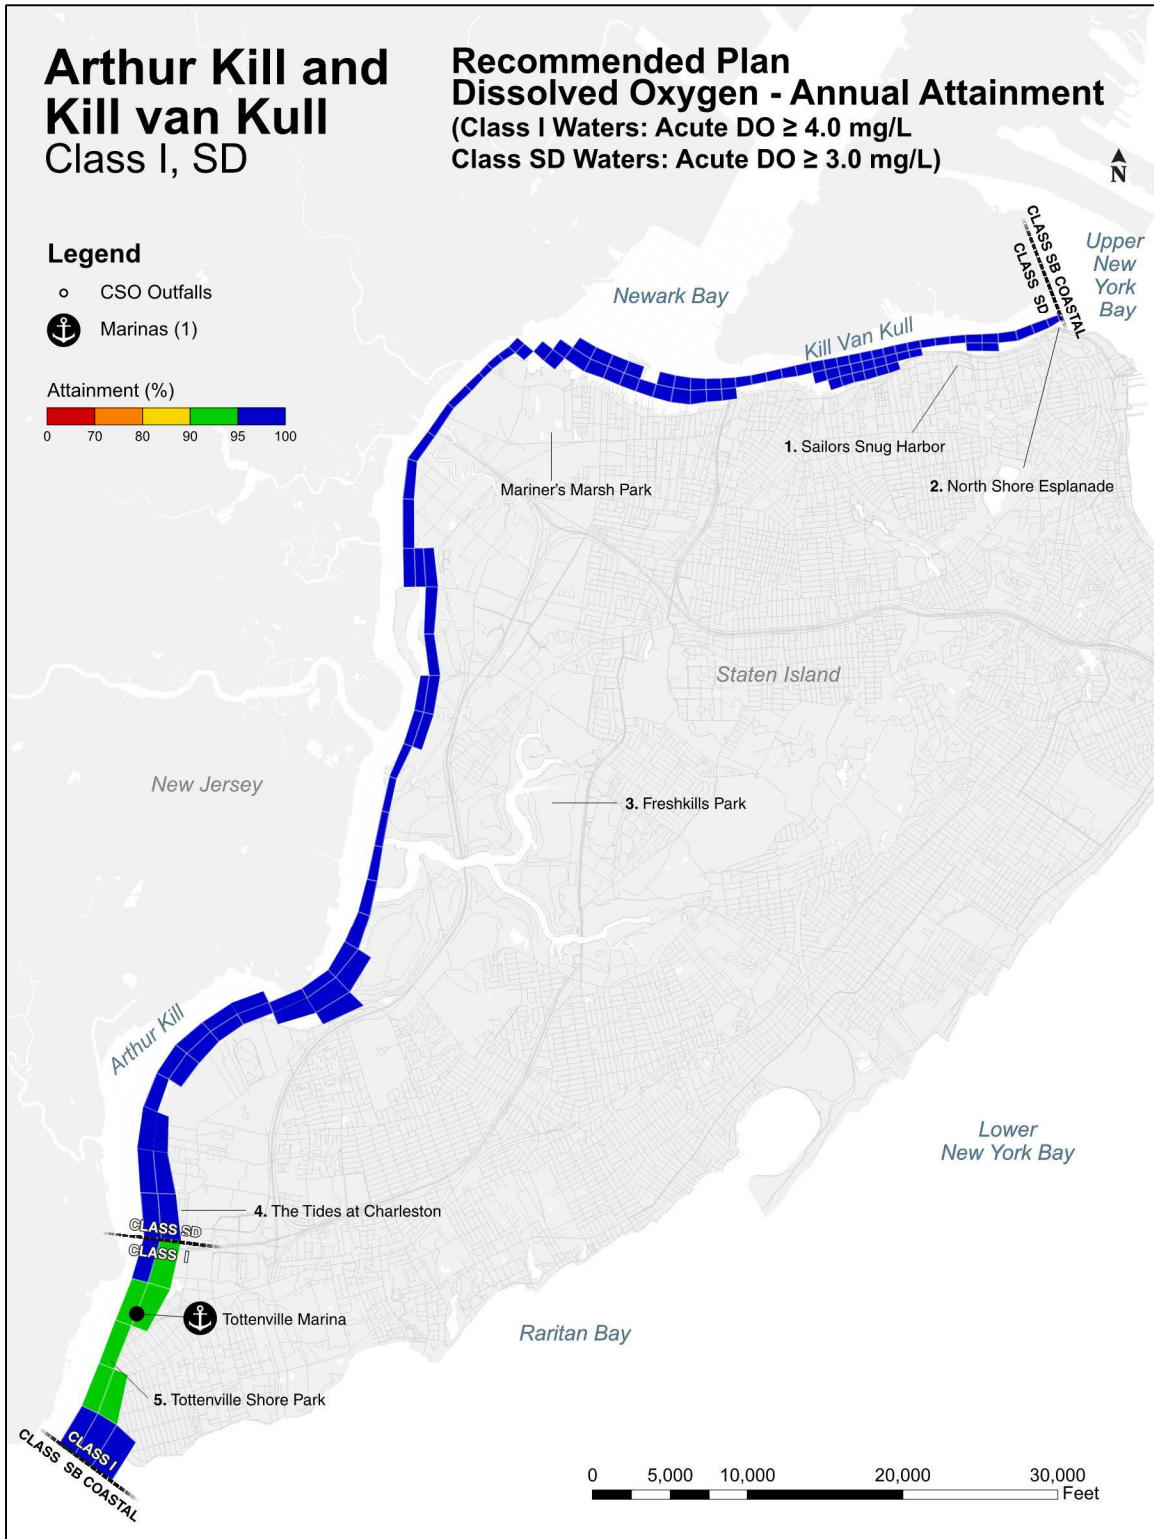 Arthur Kill and
Kill van Kull
Class I, SD
Recommended Plan
Dissolved Oxygen - Annual Attainment
(Class I Waters: Acute DO ≥ 4.0 mg/L
Class SD Waters: Acute DO ≥ 3.0 mg/L)
N
Legend
CSO Outfalls
Marinas (1)
Attainment (%)
0 70 80 90 95 100
CLASS SB COASTAL
CLASS SD
Upper
New
York
Bay
Newark Bay
Kill Van Kull
1. Sailors Snug Harbor
2. North Shore Esplanade
Mariner's Marsh Park
Staten Island
New Jersey
3. Freshkills Park
Arthur Kill
Lower
New York Bay
4. The Tides at Charleston
CLASS SD
CLASS I
Tottenville Marina
Raritan Bay
5. Tottenville Shore Park
CLASS I
CLASS SB COASTAL
0 5,000 10,000 20,000 30,000
Feet